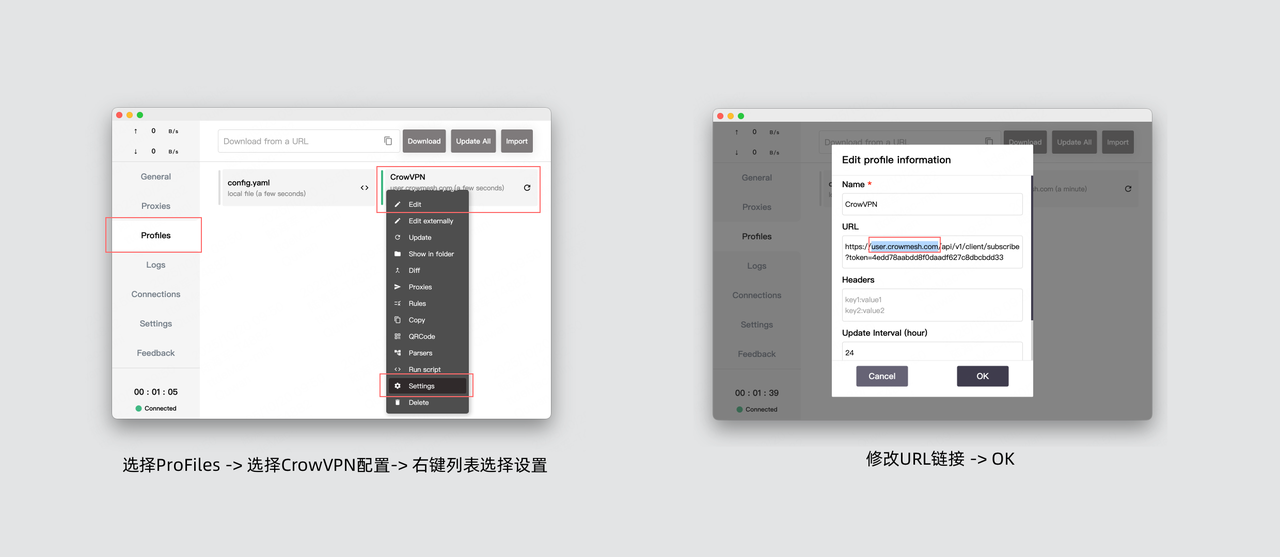 ↑ 0 B/s
↓ 0 B/s
General
Proxies
Profiles
Logs
Connections
Settings
Feedback
00 : 01 : 05
Connected
Download from a URL
Download
Update All
Import
config.yaml
local file (a few seconds)
CrowVPN
user.crowmesh.com (a few seconds)
Edit
Edit externally
Update
Show in folder
Diff
Proxies
Rules
Copy
QRCode
Parsers
Run script
Settings
Delete
选择ProFiles -> 选择CrowVPN配置-> 右键列表选择设置
↑ 0 B/s
↓ 0 B/s
General
Proxies
Profiles
Logs
Connections
Settings
Feedback
00 : 01 : 39
Connected
Download from a URL
Download
Update All
Import
sh.com (a minute)
Edit profile information
Name *
CrowVPN
URL
https://user.crowmesh.com/api/v1/client/subscribe
?token=4edd78aabdd8f0daadf627c8dbcbdd33
Headers
key1:value1
key2:value2
Update Interval (hour)
24
Cancel
OK
修改URL链接 -> OK